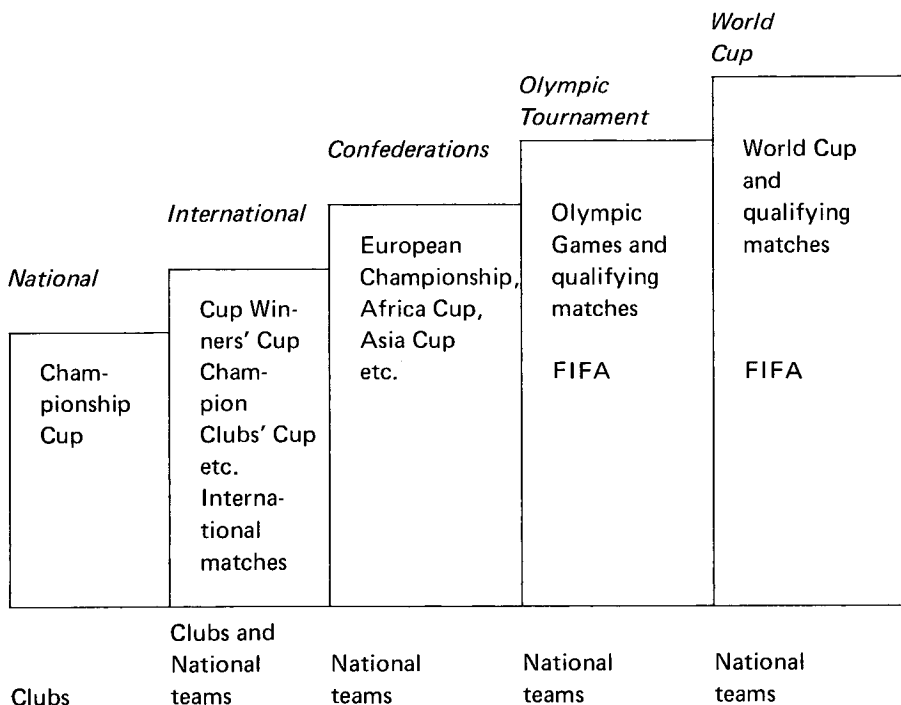 National
Cham-
pionship
Cup
Clubs
International
Cup Win-
ners' Cup
Cham-
pion
Clubs' Cup
etc.
Interna-
tional
matches
Clubs and
National
teams
Confederations
European
Championship,
Africa Cup,
Asia Cup
etc.
National
teams
Olympic
Tournament
Olympic
Games and
qualifying
matches
FIFA
National
teams
World
Cup
World Cup
and
qualifying
matches
FIFA
National
teams